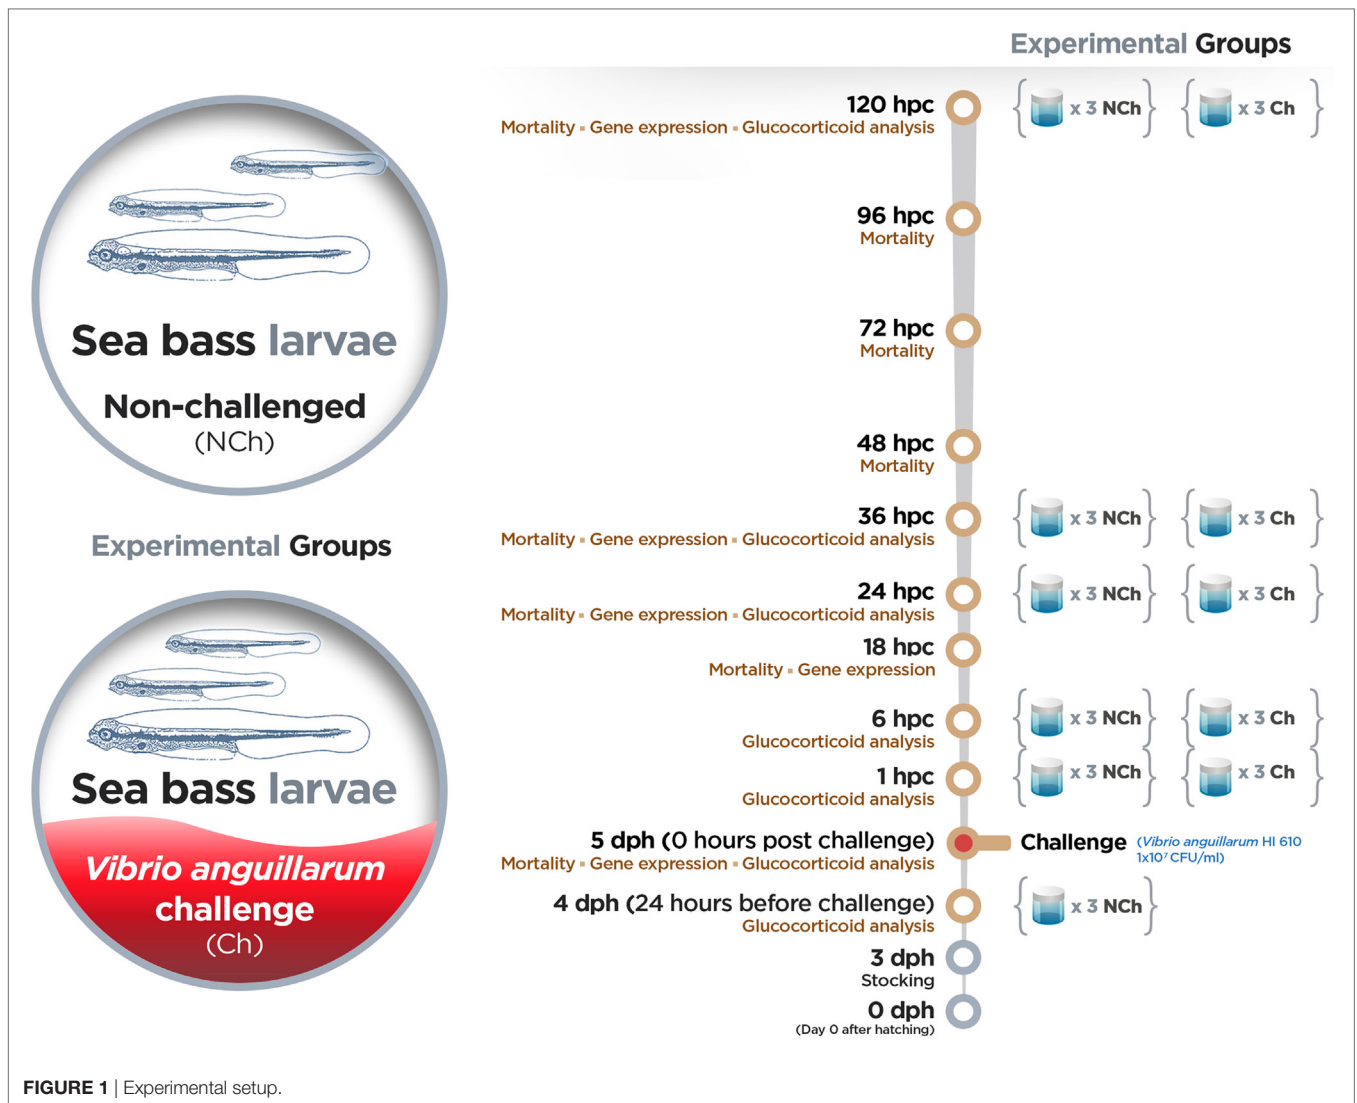 Experimental Groups
120 hpc
Mortality ▪ Gene expression ▪ Glucocorticoid analysis
x 3 NCh
x 3 Ch
96 hpc
Mortality
72 hpc
Mortality
48 hpc
Mortality
36 hpc
Mortality ▪ Gene expression ▪ Glucocorticoid analysis
x 3 NCh
x 3 Ch
24 hpc
Mortality ▪ Gene expression ▪ Glucocorticoid analysis
x 3 NCh
x 3 Ch
18 hpc
Mortality ▪ Gene expression
6 hpc
Glucocorticoid analysis
x 3 NCh
x 3 Ch
1 hpc
Glucocorticoid analysis
x 3 NCh
x 3 Ch
5 dph (0 hours post challenge)
Mortality ▪ Gene expression ▪ Glucocorticoid analysis
Challenge
(Vibrio anguillarum HI 610
1x10⁷ CFU/ml)
4 dph (24 hours before challenge)
Glucocorticoid analysis
x 3 NCh
3 dph
Stocking
0 dph
(Day 0 after hatching)
Sea bass larvae
Non-challenged
(NCh)
Experimental Groups
Sea bass larvae
Vibrio anguillarum
challenge
(Ch)
FIGURE 1 | Experimental setup.